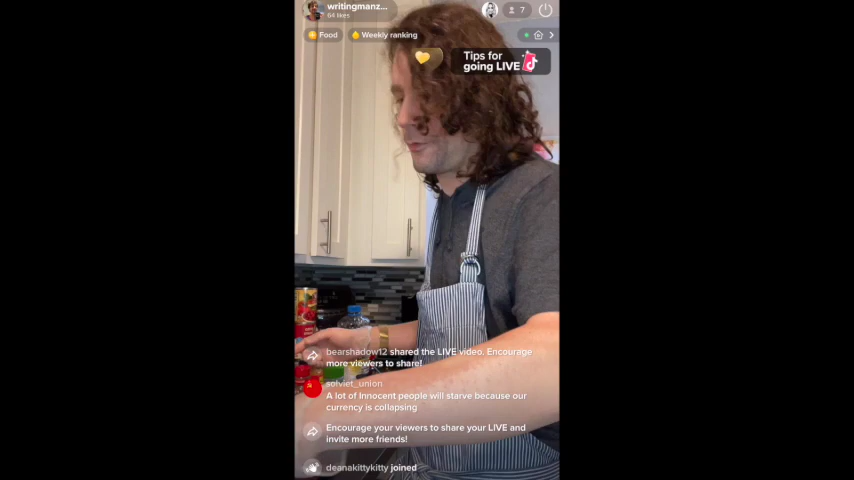 writingmanz...
64 likes
7
Food
Weekly ranking
Tips for
going LIVE
bearshadow12 shared the LIVE video. Encourage
more viewers to share!
solviet_union
A lot of Innocent people will starve because our
currency is collapsing
Encourage your viewers to share your LIVE and
invite more friends!
deanakittykitty joined